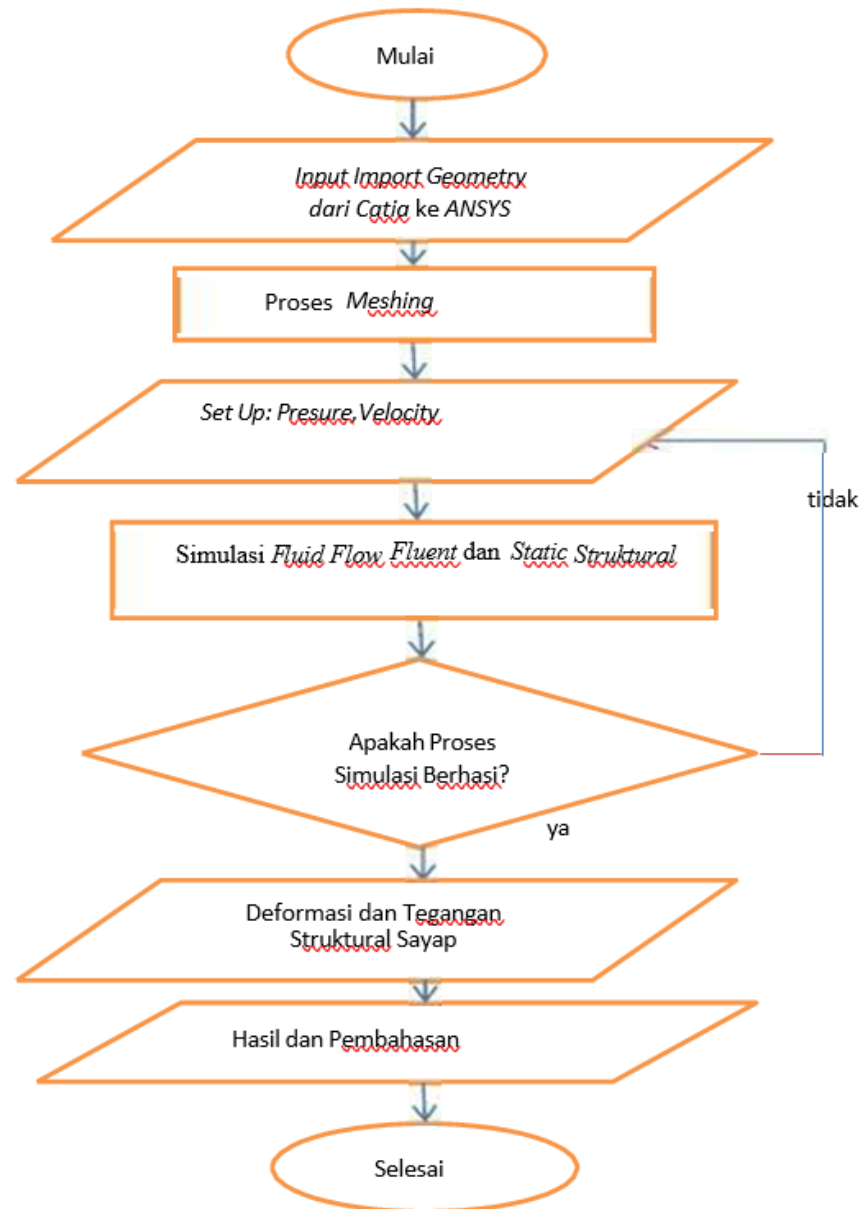 Mulai
Input Import Geometry
dari Catia ke ANSYS
Proses Meshing
Set Up: Presure,Velocity
tidak
Simulasi Fluid Flow Fluent dan Static Struktural
Apakah Proses
Simulasi Berhasi?
ya
Deformasi dan Tegangan
Struktural Sayap
Hasil dan Pembahasan
Selesai